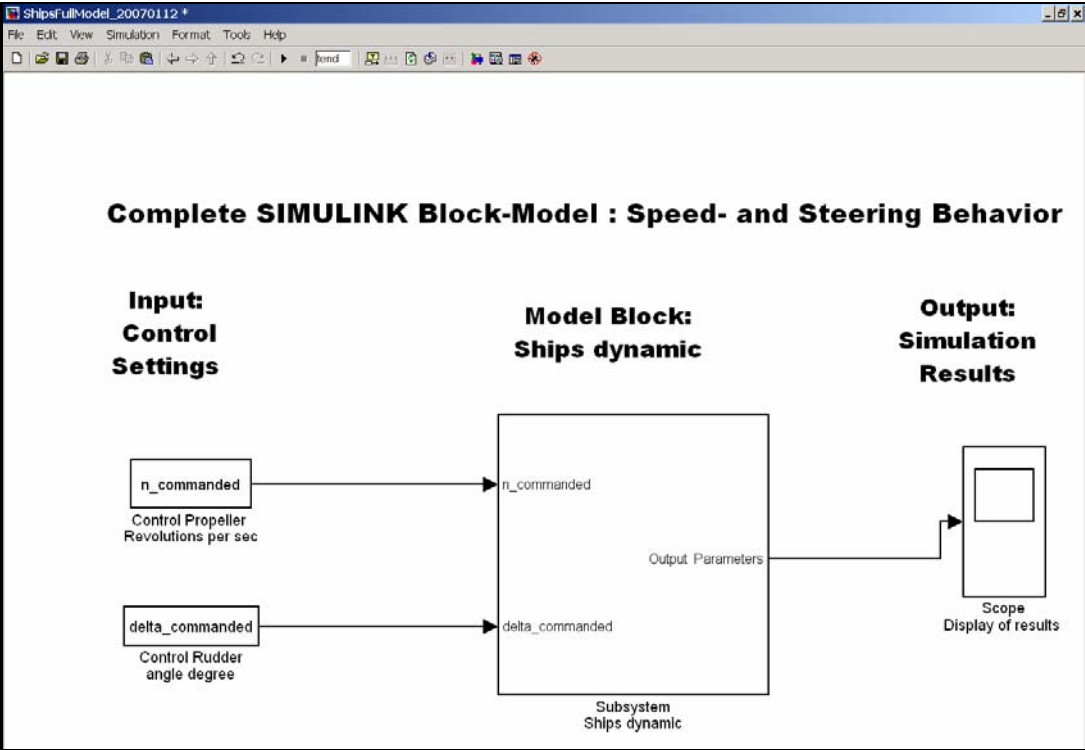 ShipsFullModel_20070112 *
File Edit View Simulation Format Tools Help
tend
Complete SIMULINK Block-Model : Speed- and Steering Behavior
Input:
Control
Settings
Model Block:
Ships dynamic
Output:
Simulation
Results
n_commanded
Control Propeller
Revolutions per sec
delta_commanded
Control Rudder
angle degree
n_commanded
Output Parameters
delta_commanded
Subsystem
Ships dynamic
Scope
Display of results